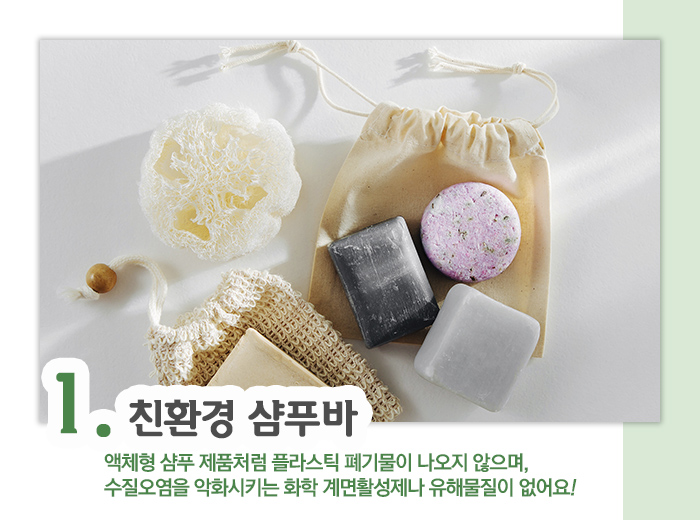 1. 친환경 샴푸바
액체형 샴푸 제품처럼 플라스틱 폐기물이 나오지 않으며,
수질오염을 악화시키는 화학 계면활성제나 유해물질이 없어요!